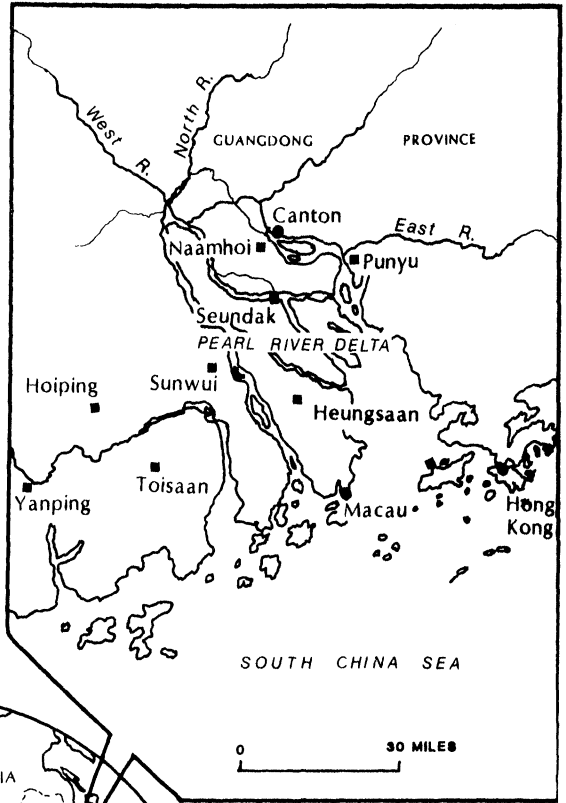 West R.
North R.
GUANGDONG PROVINCE
Canton
East R.
Naamhoi
Punyu
Seundak
PEARL RIVER DELTA
Hoiping
Sunwui
Heungsaan
Toisaan
Yanping
Macau
Hong
Kong
SOUTH CHINA SEA
0 30 MILES
IA